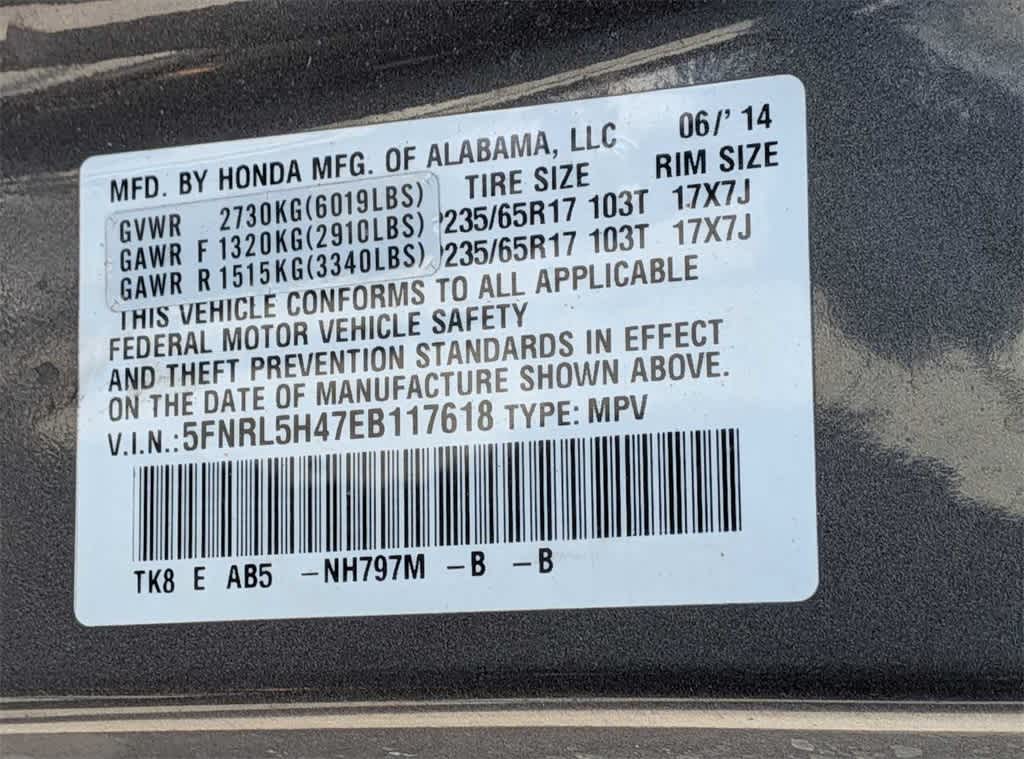 MFD. BY HONDA MFG. OF ALABAMA, LLC 06/' 14
TIRE SIZE RIM SIZE
GVWR 2730KG(6019LBS)
GAWR F 1320KG(2910LBS) P235/65R17 103T 17X7J
GAWR R 1515KG(3340LBS) P235/65R17 103T 17X7J
THIS VEHICLE CONFORMS TO ALL APPLICABLE
FEDERAL MOTOR VEHICLE SAFETY
AND THEFT PREVENTION STANDARDS IN EFFECT
ON THE DATE OF MANUFACTURE SHOWN ABOVE.
V.I.N.: 5FNRL5H47EB117618 TYPE: MPV
TK8 E AB5 -NH797M -B -B